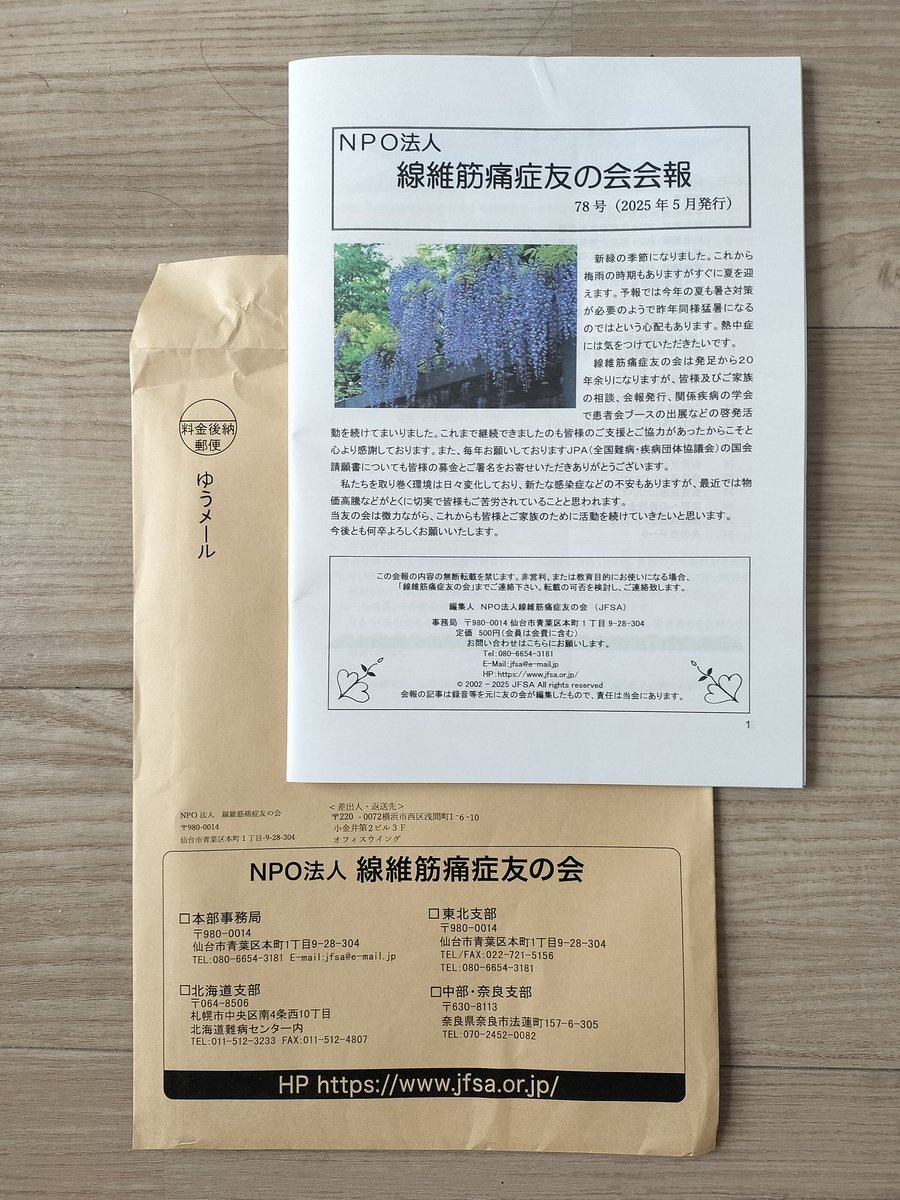 NPO法人
線維筋痛症友の会会報
78号（2025年5月発行）
新緑の季節になりました。これから
梅雨の時期もありますがすぐに夏を迎
えます。予報では今年の夏も暑さ対策
が必要のようで昨年同様猛暑になる
のではという心配もあります。熱中症
には気をつけていただきたいです。
線維筋痛症友の会は発足から20
年余りになりますが、皆様及びご家族
の相談、会報発行、関係疾病の学会
で患者会ブースの出展などの啓発活
動を続けてまいりました。これまで継続できましたのも皆様のご支援とご協力があったからこそと
心より感謝しております。また、毎年お願いしておりますJPA(全国難病・疾病団体協議会)の国会
請願書についても皆様の募金とご署名をお寄せいただきありがとうございます。
私たちを取り巻く環境は日々変化しており、新たな感染症などの不安もありますが、最近では物
価高騰などがとくに切実で皆様もご苦労されていることと思われます。
当友の会は微力ながら、これからも皆様とご家族のために活動を続けていきたいと思います。
今後とも何卒よろしくお願いいたします。
この会報の内容の無断転載を禁じます。非営利、または教育目的にお使いになる場合、
「線維筋痛症友の会」までご連絡下さい。転載の可否を検討し、ご連絡致します。
編集人 NPO法人線維筋痛症友の会 （JFSA）
事務局 〒980-0014 仙台市青葉区本町1丁目9-28-304
定価 500円(会員は会費に含む)
お問い合わせはこちらにお願いします。
Tel:080-6654-3181
E-Mail:jfsa@e-mail.jp
HP:https://www.jfsa.or.jp/
© 2002 - 2025 JFSA All rights reserved
会報の記事は録音等を元に友の会が編集したもので、責任は当会にあります。
1
料金後納
郵便
ゆうメール
NPO法人 線維筋痛症友の会
〒980-0014
仙台市青葉区本町1丁目-9-28-304
＜差出人・返送先＞
〒220 -0072横浜市西区浅間町1-6-10
小金井第2ビル3F
オフィスウイング
NPO法人 線維筋痛症友の会
□本部事務局
〒980-0014
仙台市青葉区本町1丁目9-28-304
TEL:080-6654-3181 E-mail:jfsa@e-mail.jp
□東北支部
〒980-0014
仙台市青葉区本町1丁目9-28-304
TEL/FAX:022-721-5156
TEL:080-6654-3181
□北海道支部
〒064-8506
札幌市中央区南4条西10丁目
北海道難病センター内
TEL:011-512-3233 FAX:011-512-4807
□中部・奈良支部
〒630-8113
奈良県奈良市法蓮町157-6-305
TEL:070-2452-0082
HP https://www.jfsa.or.jp/